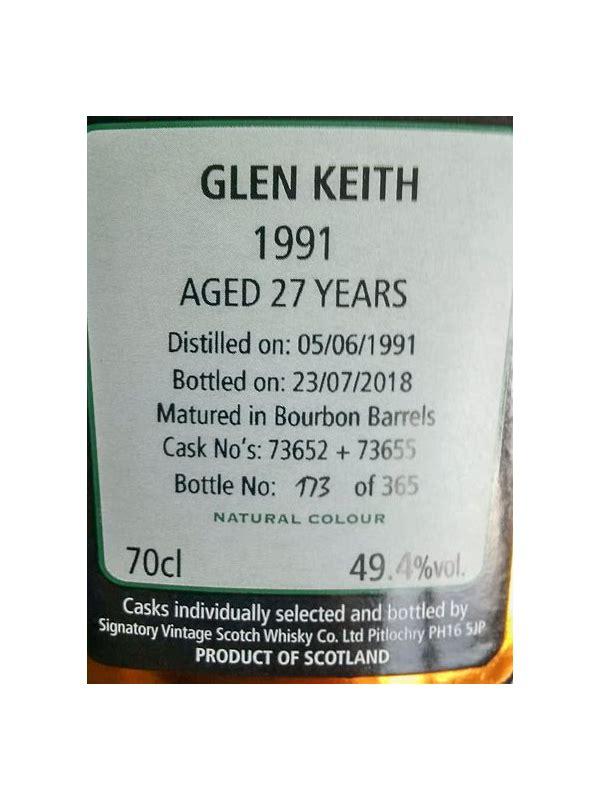 GLEN KEITH
1991
AGED 27 YEARS
Distilled on: 05/06/1991
Bottled on: 23/07/2018
Matured in Bourbon Barrels
Cask No's: 73652 + 73655
Bottle No: 173 of 365
NATURAL COLOUR
70cl 49.4%vol.
Casks individually selected and bottled by
Signatory Vintage Scotch Whisky Co. Ltd Pitlochry PH16 5JP
PRODUCT OF SCOTLAND